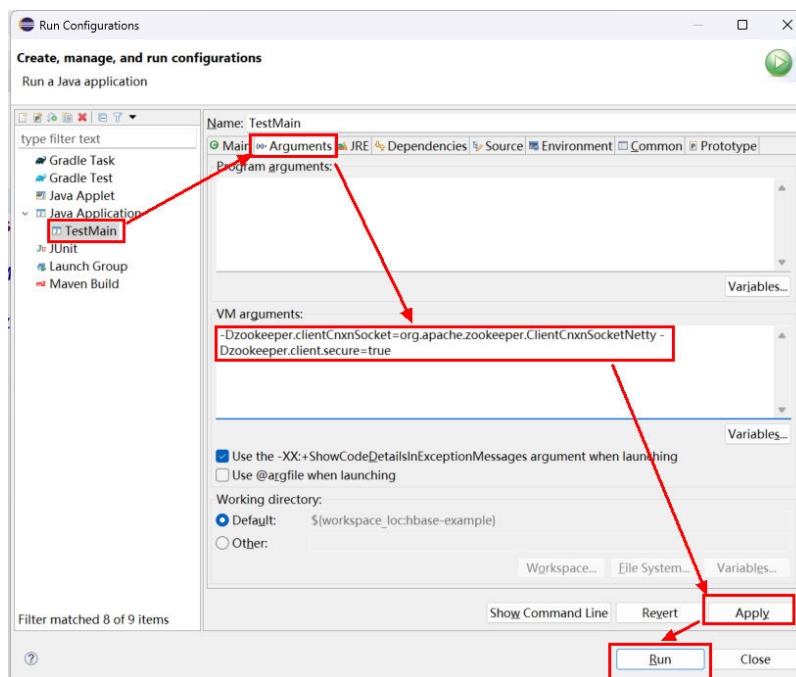 Run Configurations
Create, manage, and run configurations
Run a Java application
type filter text
Gradle Task
Gradle Test
Java Applet
Java Application
TestMain
JUnit
Launch Group
Maven Build
Filter matched 8 of 9 items
Name: TestMain
Main Arguments JRE Dependencies Source Environment Common Prototype
Program arguments:
Variables...
VM arguments:
-Dzookeeper.clientCnxnSocket=org.apache.zookeeper.ClientCnxnSocketNetty -
Dzookeeper.client.secure=true
Variables...
Use the -XX:+ShowCodeDetailsInExceptionMessages argument when launching
Use @argfile when launching
Working directory:
Default: ${workspace_loc:hbase-example}
Other:
Workspace... File System... Variables...
Show Command Line Revert Apply
Run Close